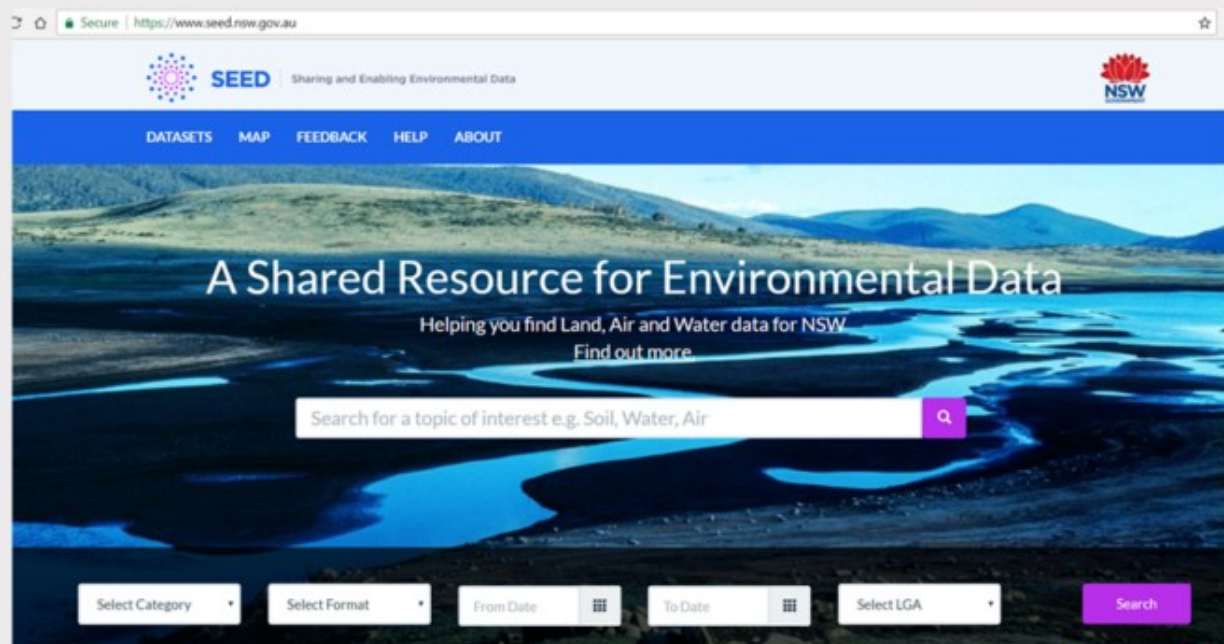 Secure | https://www.seed.nsw.gov.au
SEED | Sharing and Enabling Environmental Data
NSW
GOVERNMENT
DATASETS MAP FEEDBACK HELP ABOUT
A Shared Resource for Environmental Data
Helping you find Land, Air and Water data for NSW
Find out more.
Search for a topic of interest e.g. Soil, Water, Air
Select Category Select Format From Date To Date Select LGA Search